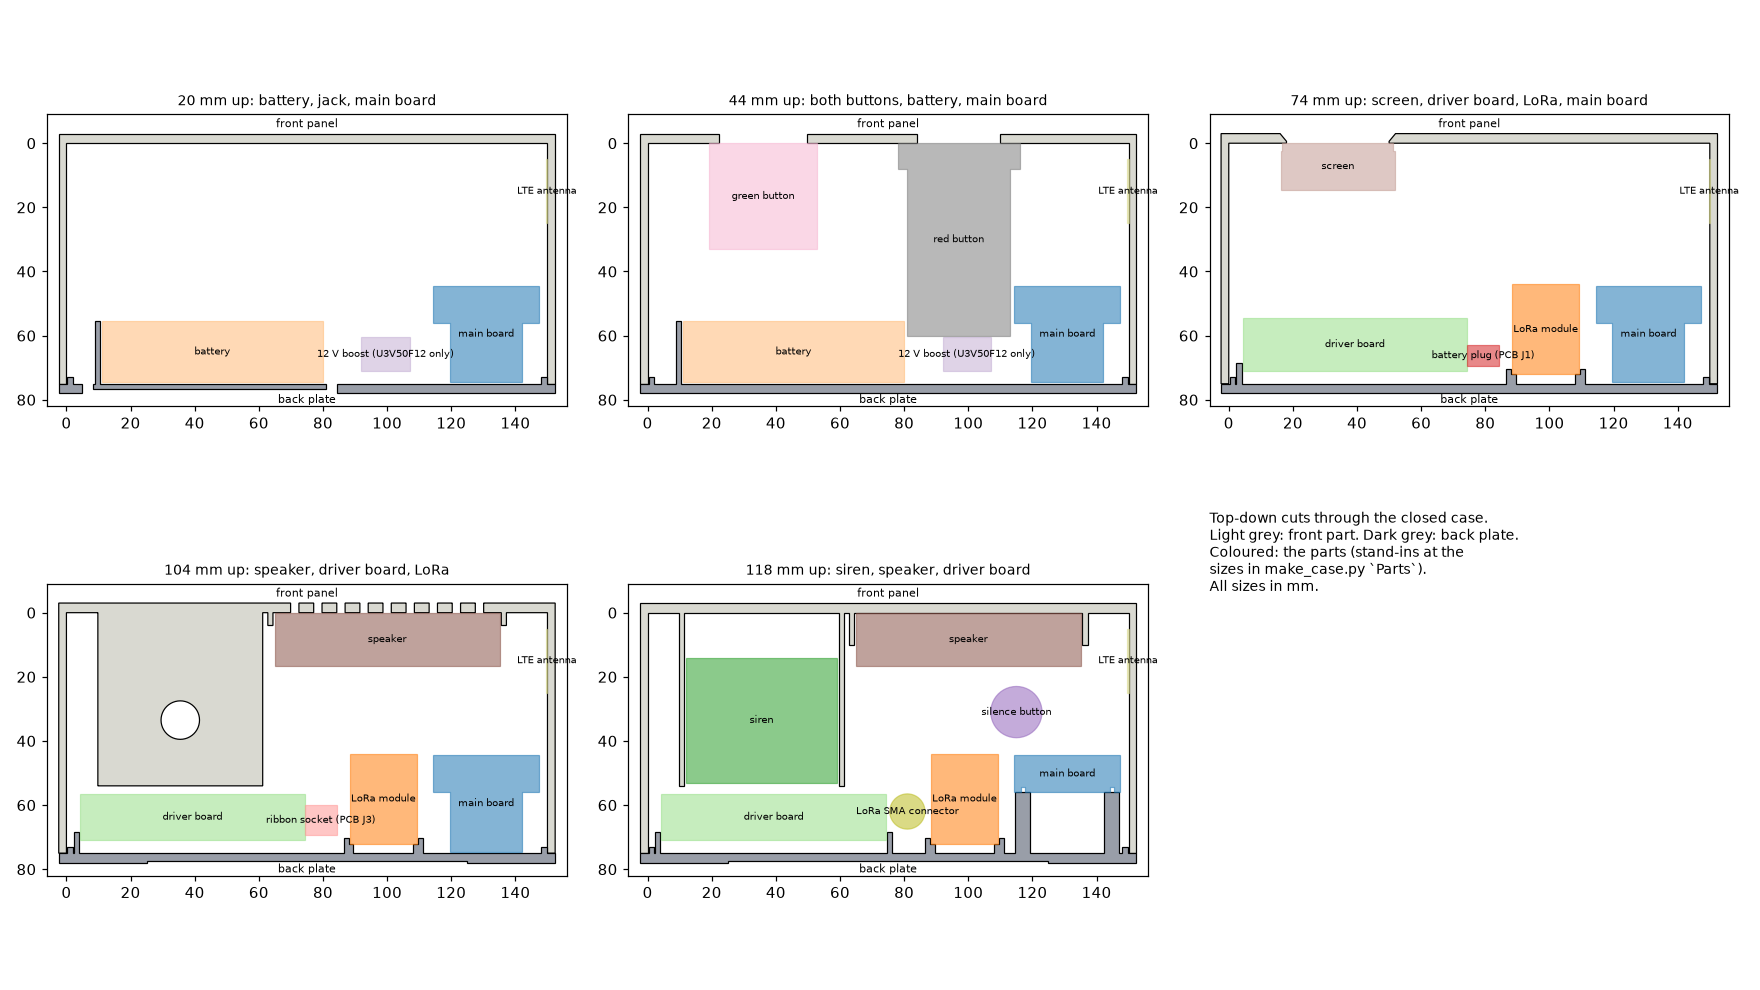 20 mm up: battery, jack, main board
front panel
LTE antenna
battery
12 V boost (U3V50F12 only)
main board
back plate
0
20
40
60
80
0 20 40 60 80 100 120 140
44 mm up: both buttons, battery, main board
front panel
LTE antenna
green button
red button
battery
12 V boost (U3V50F12 only)
main board
back plate
0
20
40
60
80
0 20 40 60 80 100 120 140
74 mm up: screen, driver board, LoRa, main board
front panel
screen
LTE antenna
driver board
LoRa module
main board
battery plug (PCB J1)
back plate
0
20
40
60
80
0 20 40 60 80 100 120 140
104 mm up: speaker, driver board, LoRa
front panel
speaker
LTE antenna
LoRa module
main board
driver board
ribbon socket (PCB J3)
back plate
0
20
40
60
80
0 20 40 60 80 100 120 140
118 mm up: siren, speaker, driver board
front panel
speaker
LTE antenna
siren
silence button
main board
LoRa module
LoRa SMA connector
driver board
back plate
0
20
40
60
80
0 20 40 60 80 100 120 140
Top-down cuts through the closed case.
Light grey: front part. Dark grey: back plate.
Coloured: the parts (stand-ins at the
sizes in make_case.py `Parts`).
All sizes in mm.